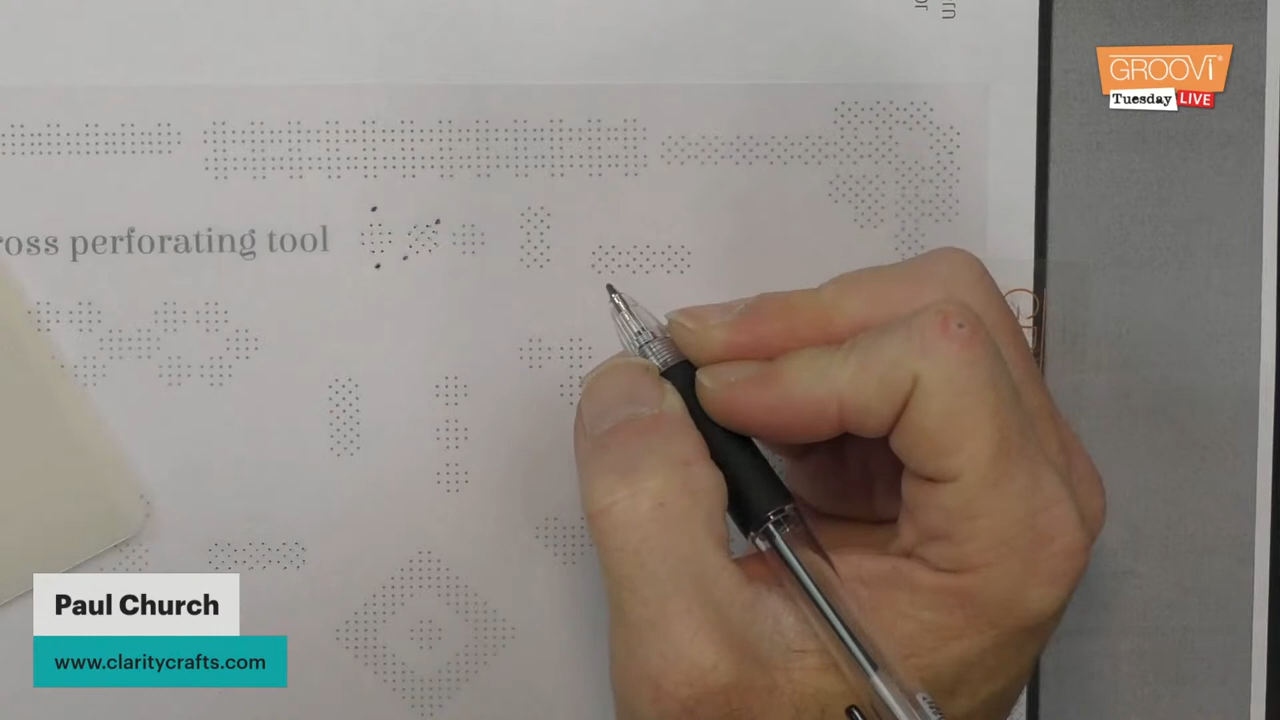 GROOVI®
Tuesday LIVE
ross perforating tool
Paul Church
www.claritycrafts.com